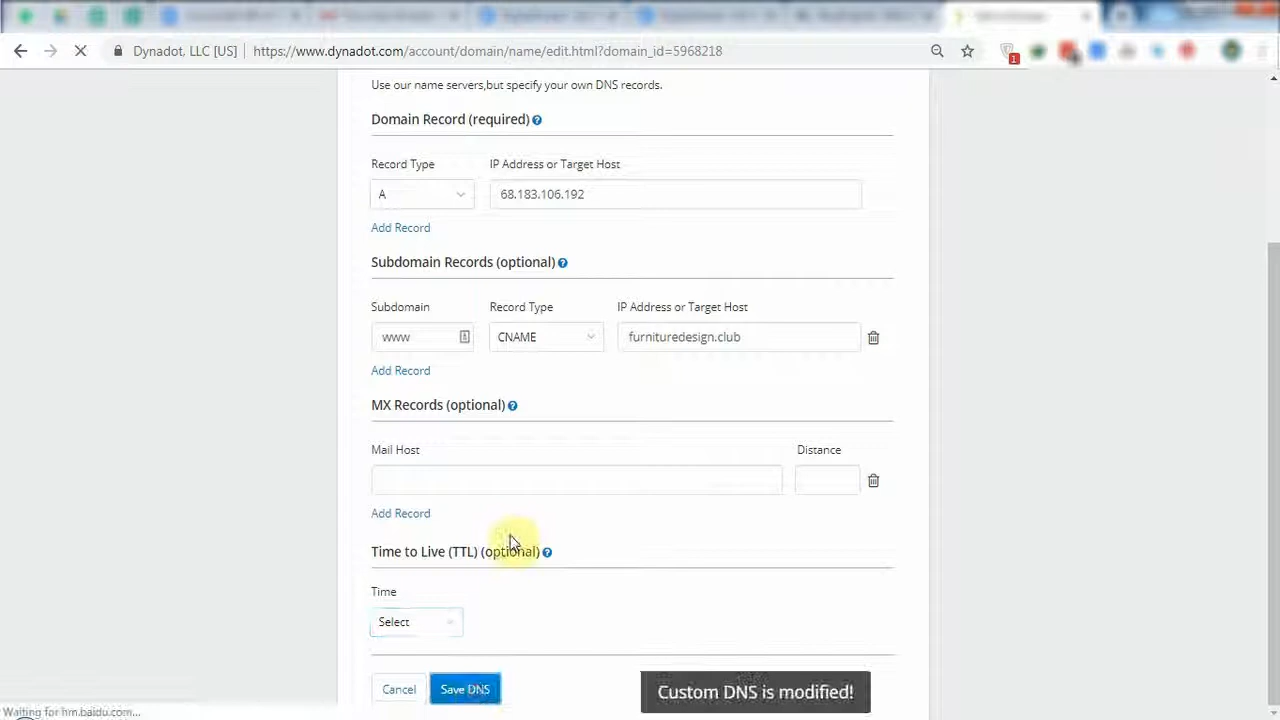 Dynadot, LLC [US]
https://www.dynadot.com/account/domain/name/edit.html?domain_id=5968218
1
Use our name servers,but specify your own DNS records.
Domain Record (required) ?
Record Type IP Address or Target Host
A 68.183.106.192
Add Record
Subdomain Records (optional) ?
Subdomain Record Type IP Address or Target Host
www CNAME furnituredesign.club
Add Record
MX Records (optional) ?
Mail Host Distance
Add Record
Time to Live (TTL) (optional) ?
Time
Select
Cancel Save DNS
Custom DNS is modified!
Waiting for hm.baidu.com...